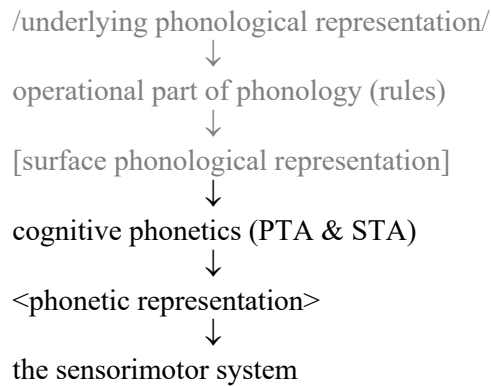 /underlying phonological representation/
↓
operational part of phonology (rules)
↓
[surface phonological representation]
↓
cognitive phonetics (PTA & STA)
↓
<phonetic representation>
↓
the sensorimotor system